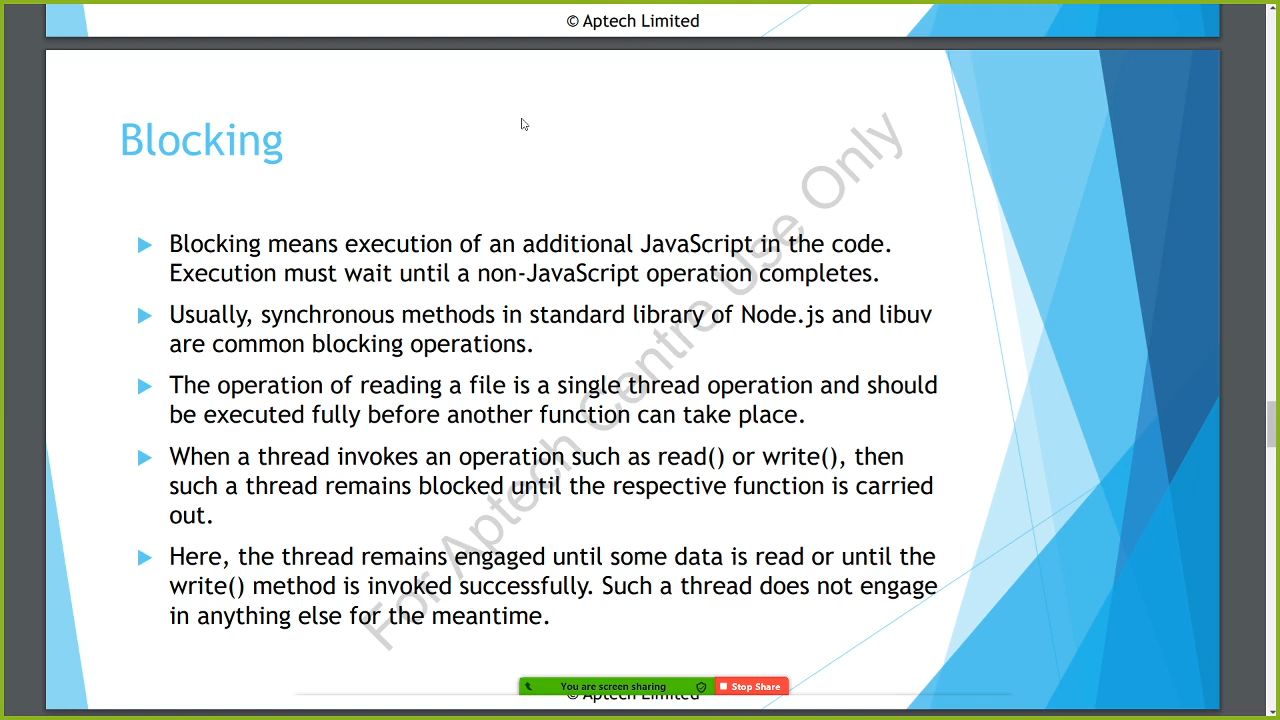 © Aptech Limited
Blocking
Blocking means execution of an additional JavaScript in the code.
Execution must wait until a non-JavaScript operation completes.
Usually, synchronous methods in standard library of Node.js and libuv
are common blocking operations.
The operation of reading a file is a single thread operation and should
be executed fully before another function can take place.
When a thread invokes an operation such as read() or write(), then
such a thread remains blocked until the respective function is carried
out.
Here, the thread remains engaged until some data is read or until the
write() method is invoked successfully. Such a thread does not engage
in anything else for the meantime.
For Aptech Centre Use Only
You are screen sharing
Stop Share
© Aptech Limited